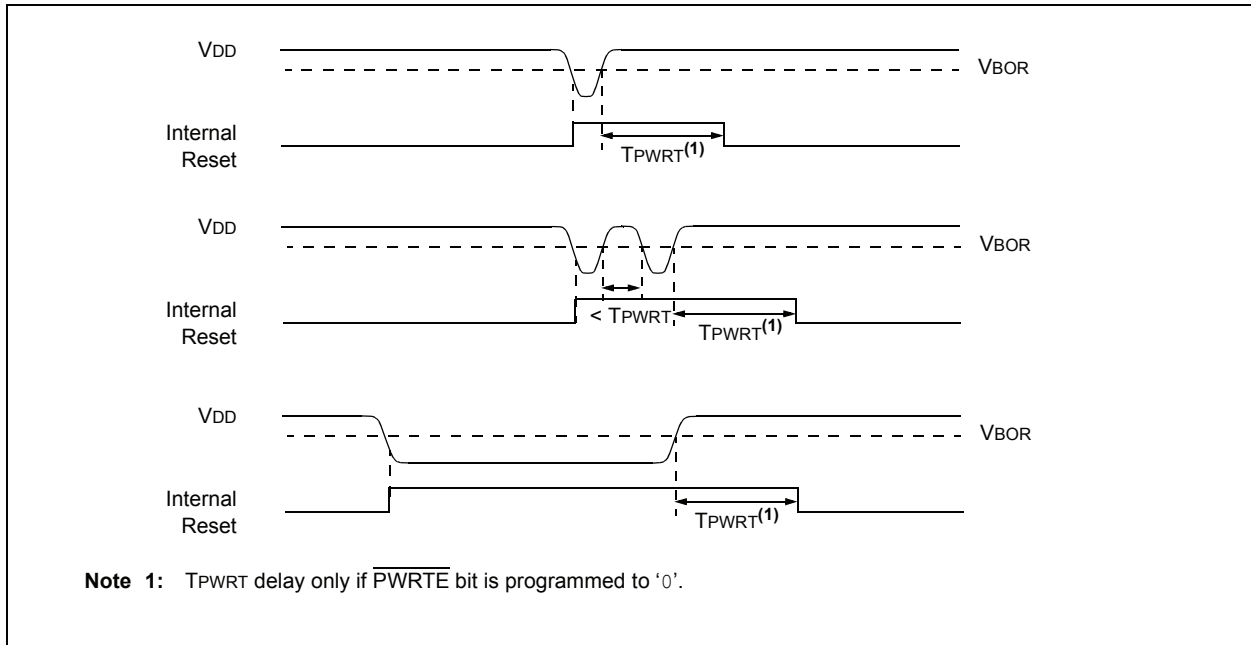 VDD
VBOR
Internal
Reset
TPWRT(1)
VDD
VBOR
Internal
Reset
< TPWRT
TPWRT(1)
VDD
VBOR
Internal
Reset
TPWRT(1)
Note 1: TPWRT delay only if P̅W̅R̅T̅E̅ bit is programmed to ‘0’.